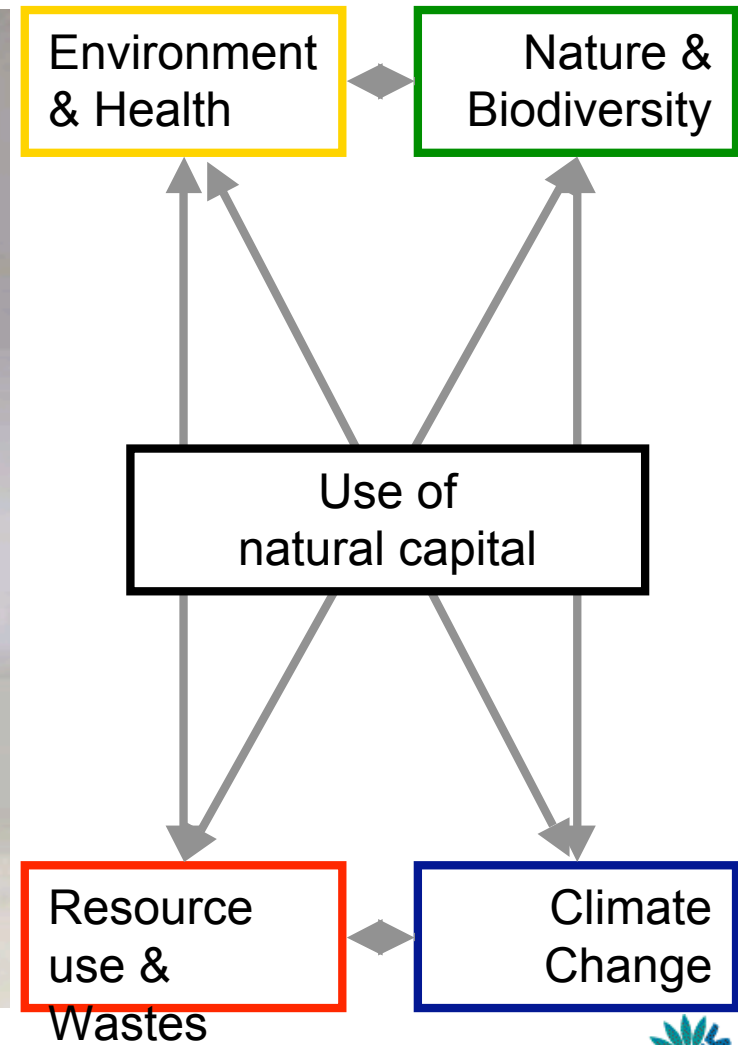 Environment
& Health
Nature &
Biodiversity
Use of
natural capital
Resource
use &
Wastes
Climate
Change